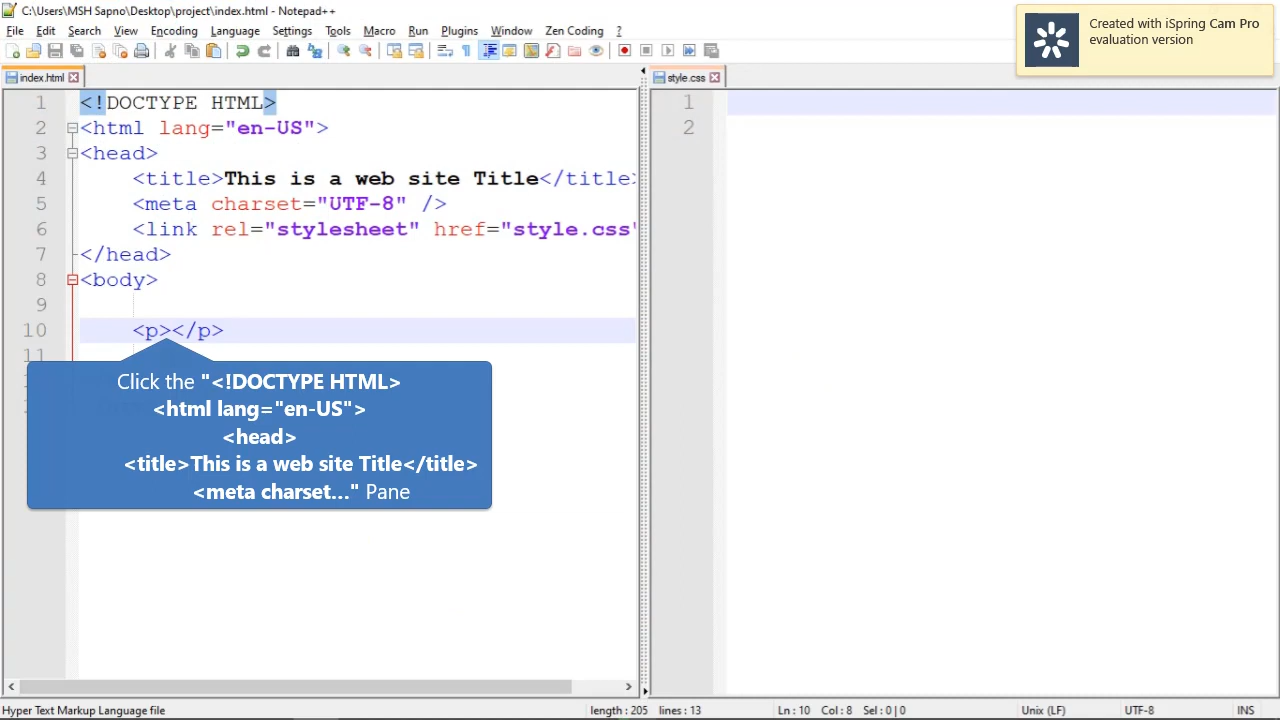 C:\Users\MSH Sapno\Desktop\project\index.html - Notepad++
File Edit Search View Encoding Language Settings Tools Macro Run Plugins Window Zen Coding ?
Created with iSpring Cam Pro
evaluation version
index.html
style.css
1 <!DOCTYPE HTML>
2 <html lang="en-US">
3 <head>
4 <title>This is a web site Title</title>
5 <meta charset="UTF-8" />
6 <link rel="stylesheet" href="style.css"
7 </head>
8 <body>
9
10 <p></p>
11
1
2
Click the "<!DOCTYPE HTML>
<html lang="en-US">
<head>
<title>This is a web site Title</title>
<meta charset..." Pane
Hyper Text Markup Language file length : 205 lines : 13 Ln : 10 Col : 8 Sel : 0 | 0 Unix (LF) UTF-8 INS